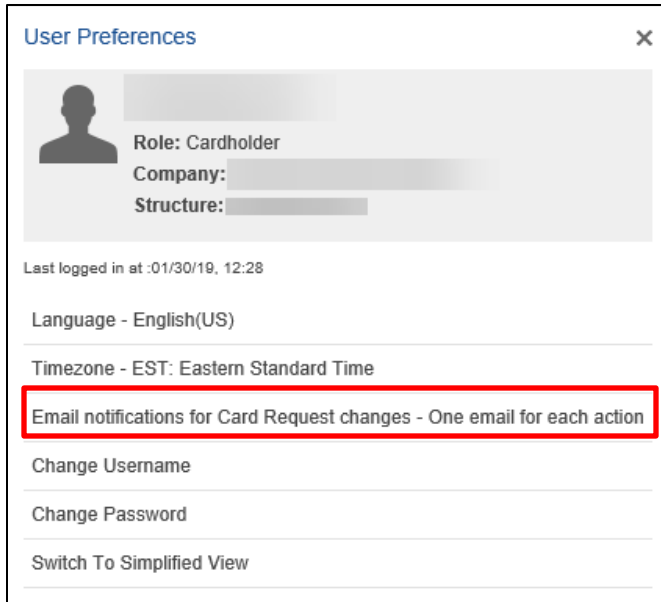 User Preferences
Role: Cardholder
Company:
Structure:
Last logged in at :01/30/19, 12:28
Language - English(US)
Timezone - EST: Eastern Standard Time
Email notifications for Card Request changes - One email for each action
Change Username
Change Password
Switch To Simplified View